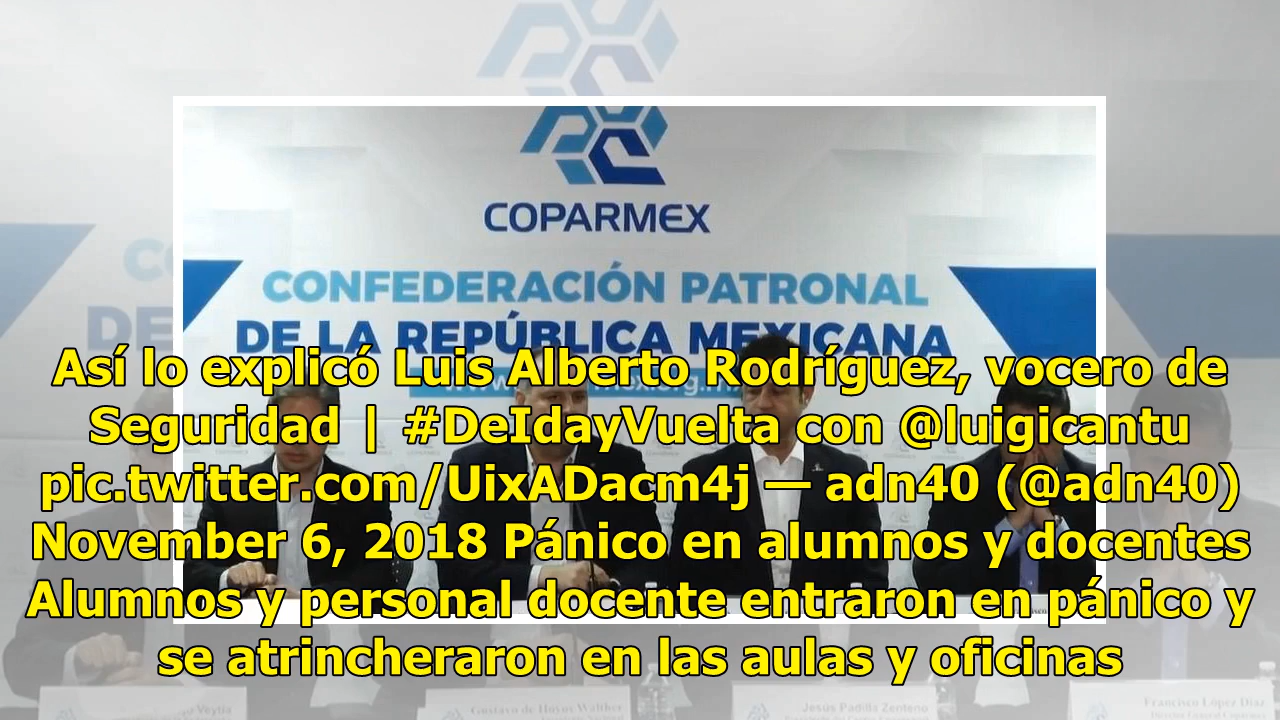 COPARMEX
CONFEDERACIÓN PATRONAL
DE LA REPÚBLICA MEXICANA
Así lo explicó Luis Alberto Rodríguez, vocero de
Seguridad | #DeIdayVuelta con @luigicantu
pic.twitter.com/UixADacm4j — adn40 (@adn40)
November 6, 2018 Pánico en alumnos y docentes
Alumnos y personal docente entraron en pánico y
se atrincheraron en las aulas y oficinas
Gustavo de Hoyos Walther
Jesús Padilla Zenteno
Francisco López Díaz